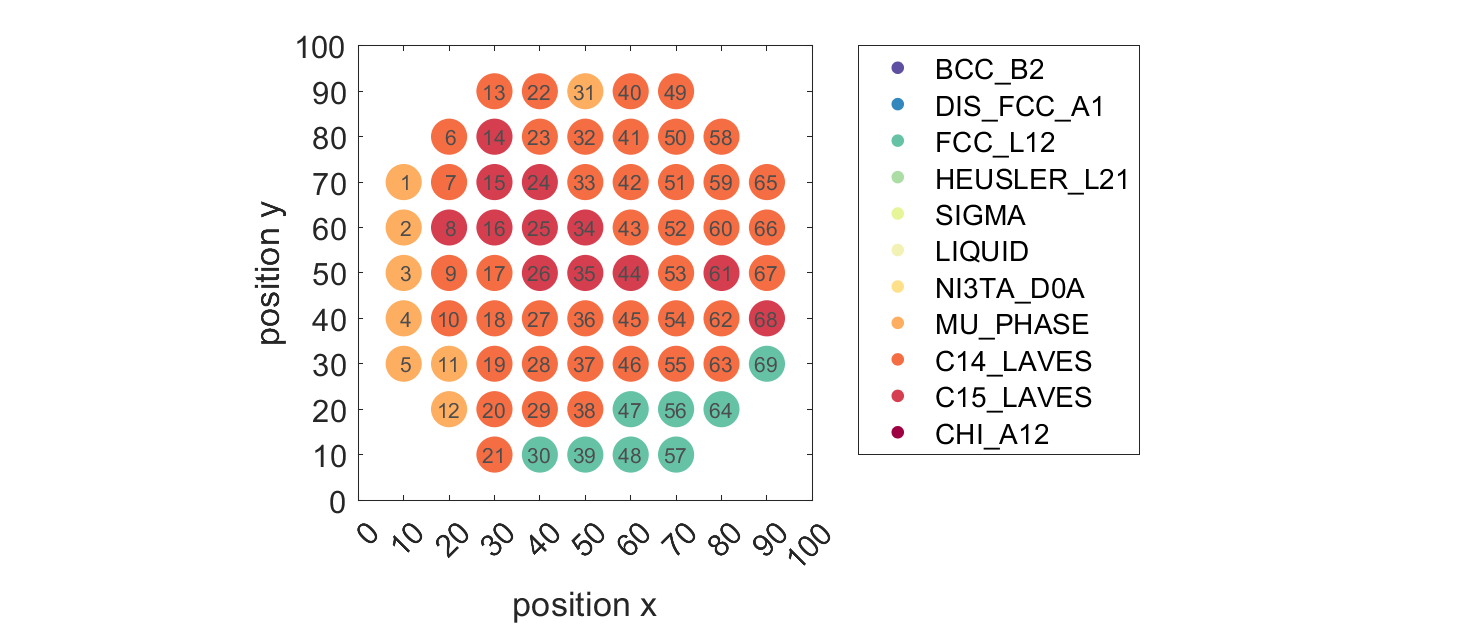 100
90 13 22 31 40 49
80 6 14 23 32 41 50 58
70 1 7 15 24 33 42 51 59 65
60 2 8 16 25 34 43 52 60 66
50 3 9 17 26 35 44 53 61 67
40 4 10 18 27 36 45 54 62 68
30 5 11 19 28 37 46 55 63 69
20 12 20 29 38 47 56 64
10 21 30 39 48 57
0
0 10 20 30 40 50 60 70 80 90 100
position x
position y
BCC_B2
DIS_FCC_A1
FCC_L12
HEUSLER_L21
SIGMA
LIQUID
NI3TA_D0A
MU_PHASE
C14_LAVES
C15_LAVES
CHI_A12